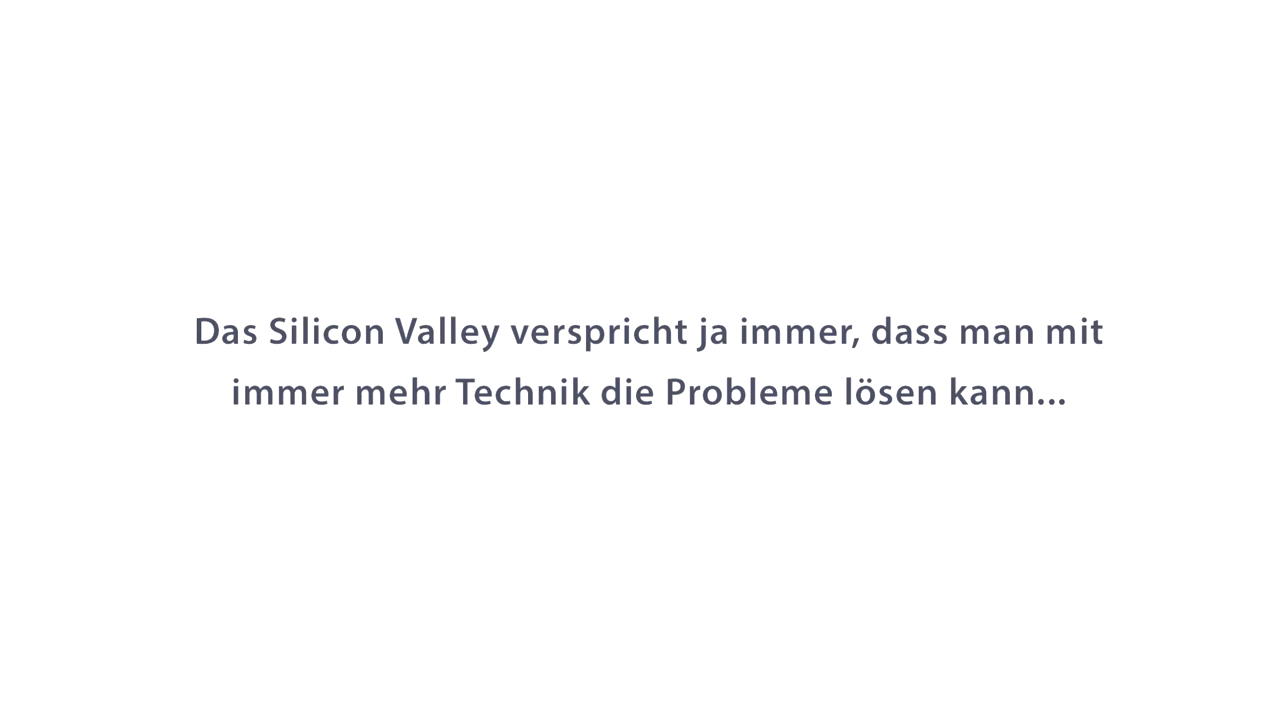 Das Silicon Valley verspricht ja immer, dass man mit
immer mehr Technik die Probleme lösen kann...